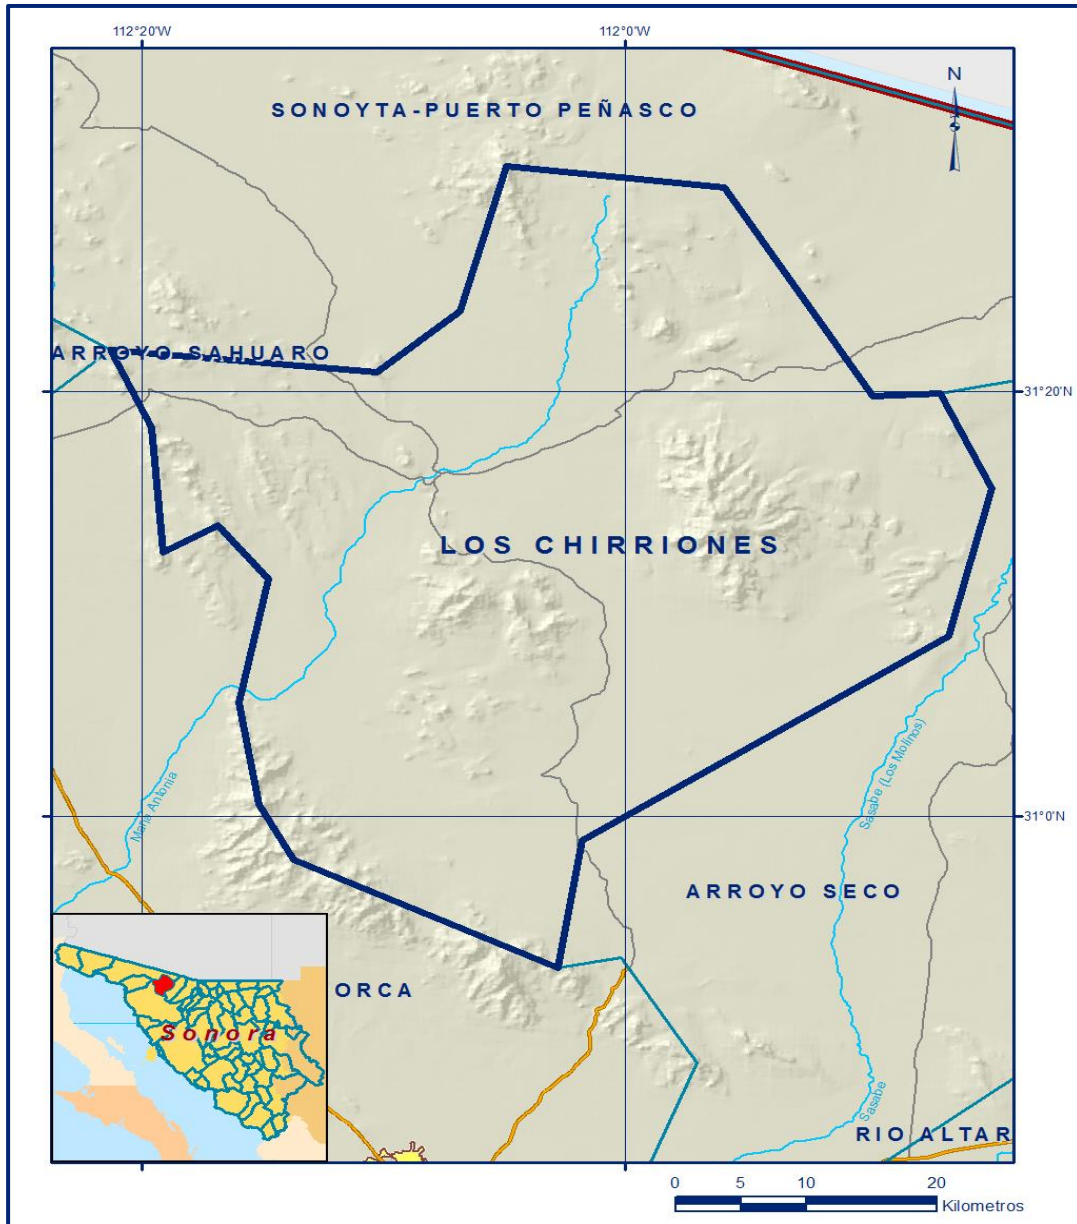 112°20'W
112°0'W
N
SONOYTA-PUERTO PEÑASCO
ARROYO SAHUARO
31°20'N
LOS CHIRRIONES
Sasabe (Los Molinos)
Maria Antonia
31°0'N
ARROYO SECO
ORCA
Sonora
Sasabe
RIO ALTAR
0 5 10 20
Kilometros